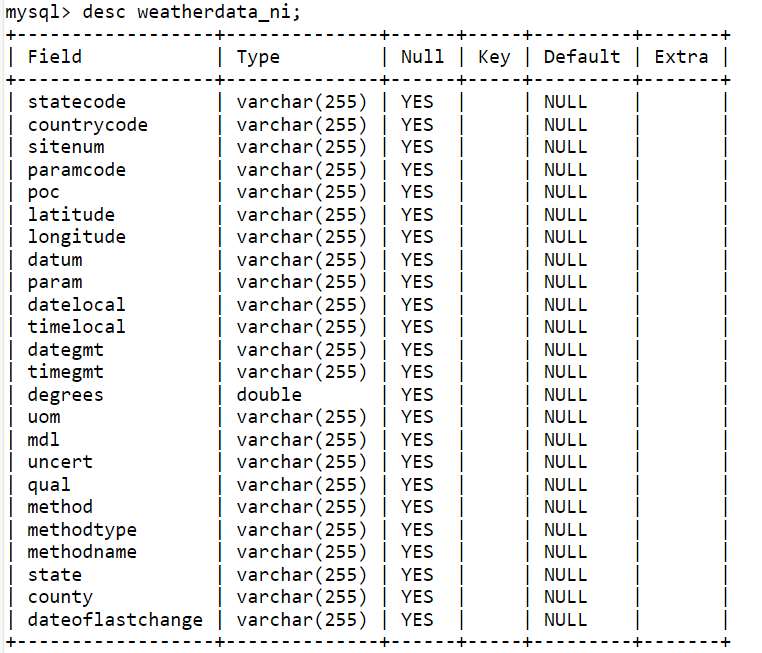 mysql> desc weatherdata_ni;
+------------------+--------------+------+-----+---------+-------+
| Field            | Type         | Null | Key | Default | Extra |
+------------------+--------------+------+-----+---------+-------+
| statecode        | varchar(255) | YES  |     | NULL    |       |
| countrycode      | varchar(255) | YES  |     | NULL    |       |
| sitenum          | varchar(255) | YES  |     | NULL    |       |
| paramcode        | varchar(255) | YES  |     | NULL    |       |
| poc              | varchar(255) | YES  |     | NULL    |       |
| latitude         | varchar(255) | YES  |     | NULL    |       |
| longitude        | varchar(255) | YES  |     | NULL    |       |
| datum            | varchar(255) | YES  |     | NULL    |       |
| param            | varchar(255) | YES  |     | NULL    |       |
| datelocal        | varchar(255) | YES  |     | NULL    |       |
| timelocal        | varchar(255) | YES  |     | NULL    |       |
| dategmt          | varchar(255) | YES  |     | NULL    |       |
| timegmt          | varchar(255) | YES  |     | NULL    |       |
| degrees          | double       | YES  |     | NULL    |       |
| uom              | varchar(255) | YES  |     | NULL    |       |
| mdl              | varchar(255) | YES  |     | NULL    |       |
| uncert           | varchar(255) | YES  |     | NULL    |       |
| qual             | varchar(255) | YES  |     | NULL    |       |
| method           | varchar(255) | YES  |     | NULL    |       |
| methodtype       | varchar(255) | YES  |     | NULL    |       |
| methodname       | varchar(255) | YES  |     | NULL    |       |
| state            | varchar(255) | YES  |     | NULL    |       |
| county           | varchar(255) | YES  |     | NULL    |       |
| dateoflastchange | varchar(255) | YES  |     | NULL    |       |
+------------------+--------------+------+-----+---------+-------+